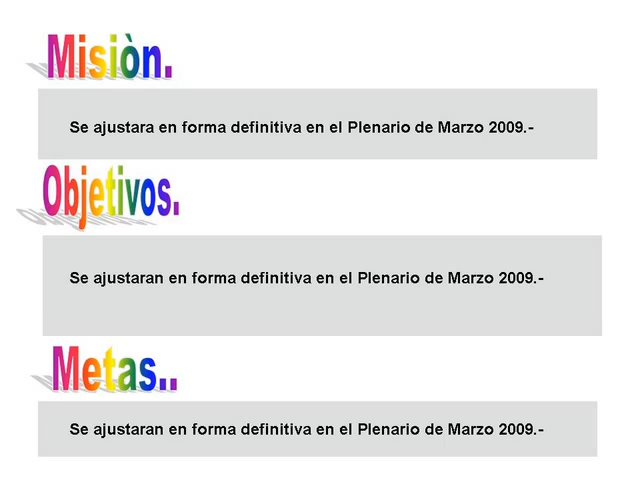 Misiòn.
Se ajustara en forma definitiva en el Plenario de Marzo 2009.-
Objetivos.
Se ajustaran en forma definitiva en el Plenario de Marzo 2009.-
Metas..
Se ajustaran en forma definitiva en el Plenario de Marzo 2009.-